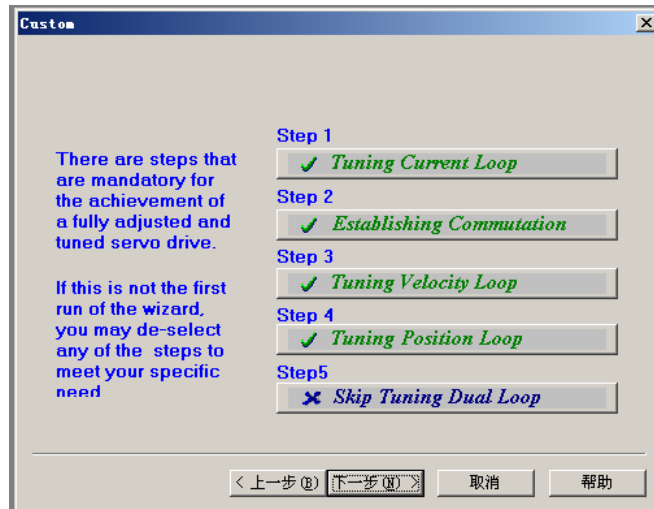 Custom
There are steps that
are mandatory for
the achievement of
a fully adjusted and
tuned servo drive.
If this is not the first
run of the wizard,
you may de-select
any of the steps to
meet your specific
need
Step 1
Tuning Current Loop
Step 2
Establishing Commutation
Step 3
Tuning Velocity Loop
Step 4
Tuning Position Loop
Step5
Skip Tuning Dual Loop
< 上一步(B) 下一步(N) > 取消 帮助